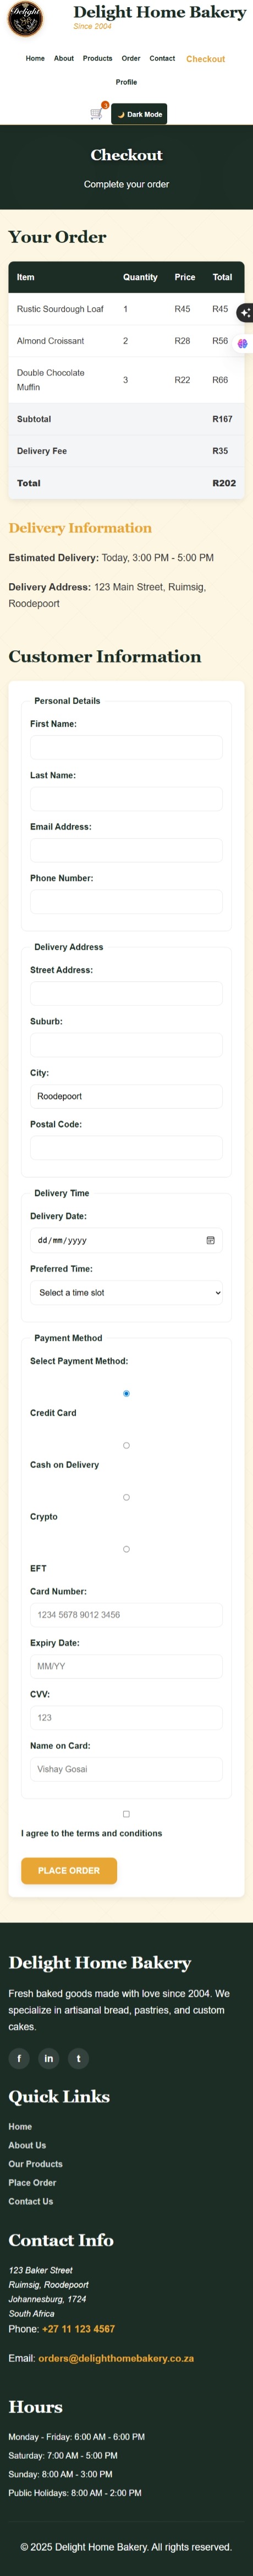 Delight
Delight Home Bakery
Since 2004
Home About Products Order Contact Checkout
Profile
3
🌙 Dark Mode
Checkout
Complete your order
Your Order
Item Quantity Price Total
Rustic Sourdough Loaf 1 R45 R45
Almond Croissant 2 R28 R56
Double Chocolate
Muffin 3 R22 R66
Subtotal R167
Delivery Fee R35
Total R202
Delivery Information
Estimated Delivery: Today, 3:00 PM - 5:00 PM
Delivery Address: 123 Main Street, Ruimsig,
Roodepoort
Customer Information
Personal Details
First Name:
Last Name:
Email Address:
Phone Number:
Delivery Address
Street Address:
Suburb:
City:
Roodepoort
Postal Code:
Delivery Time
Delivery Date:
dd/mm/yyyy
Preferred Time:
Select a time slot
Payment Method
Select Payment Method:
Credit Card
Cash on Delivery
Crypto
EFT
Card Number:
1234 5678 9012 3456
Expiry Date:
MM/YY
CVV:
123
Name on Card:
Vishay Gosai
I agree to the terms and conditions
PLACE ORDER
Delight Home Bakery
Fresh baked goods made with love since 2004. We
specialize in artisanal bread, pastries, and custom
cakes.
f in t
Quick Links
Home
About Us
Our Products
Place Order
Contact Us
Contact Info
123 Baker Street
Ruimsig, Roodepoort
Johannesburg, 1724
South Africa
Phone: +27 11 123 4567
Email: orders@delighthomebakery.co.za
Hours
Monday - Friday: 6:00 AM - 6:00 PM
Saturday: 7:00 AM - 5:00 PM
Sunday: 8:00 AM - 3:00 PM
Public Holidays: 8:00 AM - 2:00 PM
© 2025 Delight Home Bakery. All rights reserved.